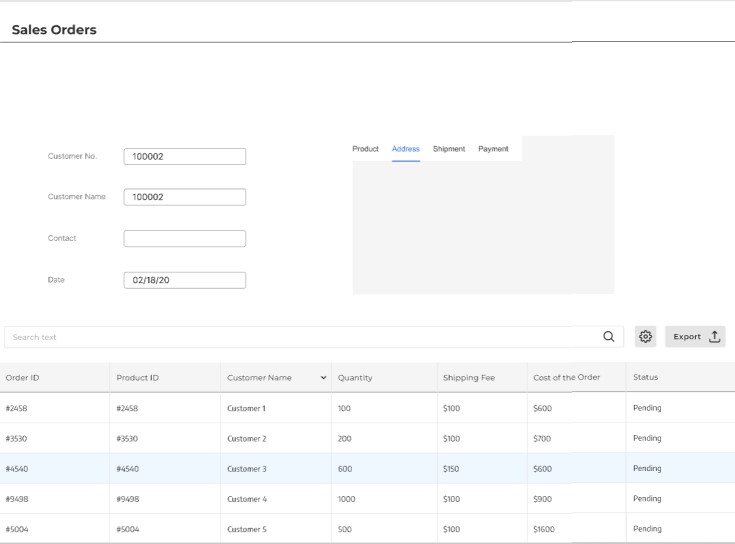 Sales Orders
Customer No. 100002
Product Address Shipment Payment
Customer Name 100002
Contact
Date 02/18/20
Search text
Export
Order ID Product ID Customer Name Quantity Shipping Fee Cost of the Order Status
#2458 #2458 Customer 1 100 $100 $600 Pending
#3530 #3530 Customer 2 200 $100 $700 Pending
#4540 #4540 Customer 3 600 $150 $600 Pending
#9498 #9498 Customer 4 1000 $100 $900 Pending
#5004 #5004 Customer 5 500 $100 $1600 Pending